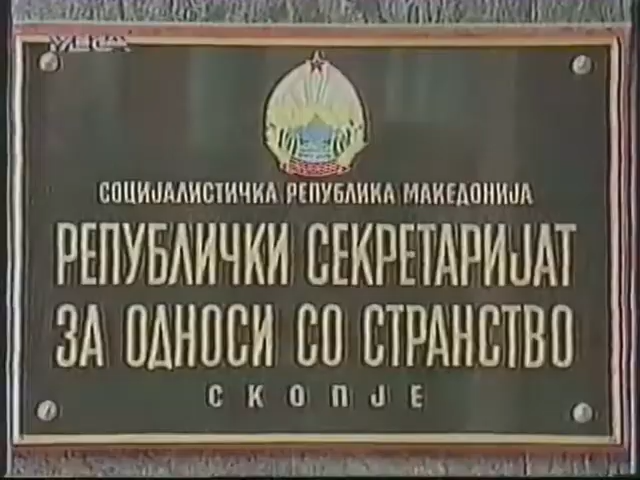 СОЦИЈАЛИСТИЧКА РЕПУБЛИКА МАКЕДОНИЈА
РЕПУБЛИЧКИ СЕКРЕТАРИЈАТ
ЗА ОДНОСИ СО СТРАНСТВО
СКОПЈЕ